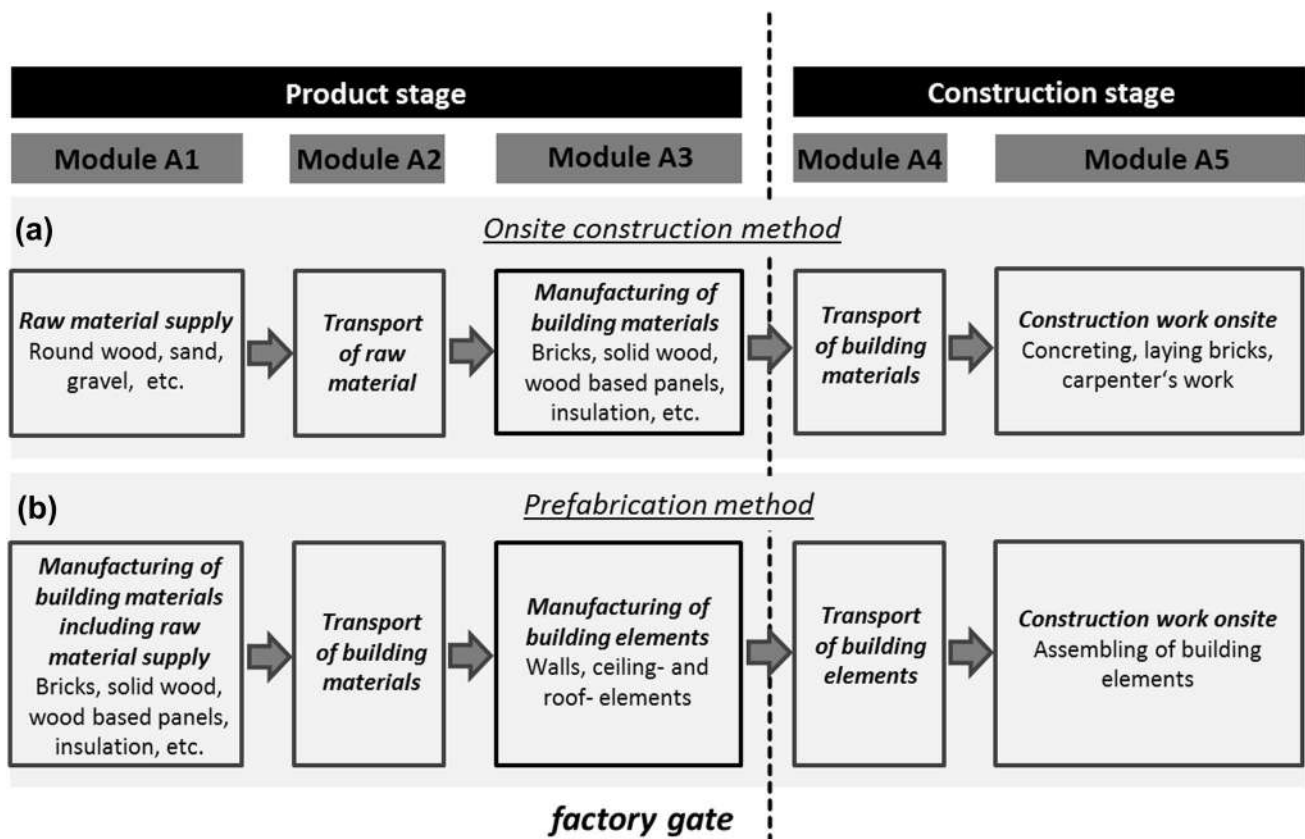 Product stage
Construction stage
Module A1
Module A2
Module A3
Module A4
Module A5
(a)
Onsite construction method
Raw material supply
Round wood, sand,
gravel, etc.
Transport
of raw
material
Manufacturing of
building materials
Bricks, solid wood,
wood based panels,
insulation, etc.
Transport
of building
materials
Construction work onsite
Concreting, laying bricks,
carpenter‘s work
(b)
Prefabrication method
Manufacturing of
building materials
including raw
material supply
Bricks, solid wood,
wood based panels,
insulation, etc.
Transport
of building
materials
Manufacturing of
building elements
Walls, ceiling- and
roof- elements
Transport
of building
elements
Construction work onsite
Assembling of building
elements
factory gate